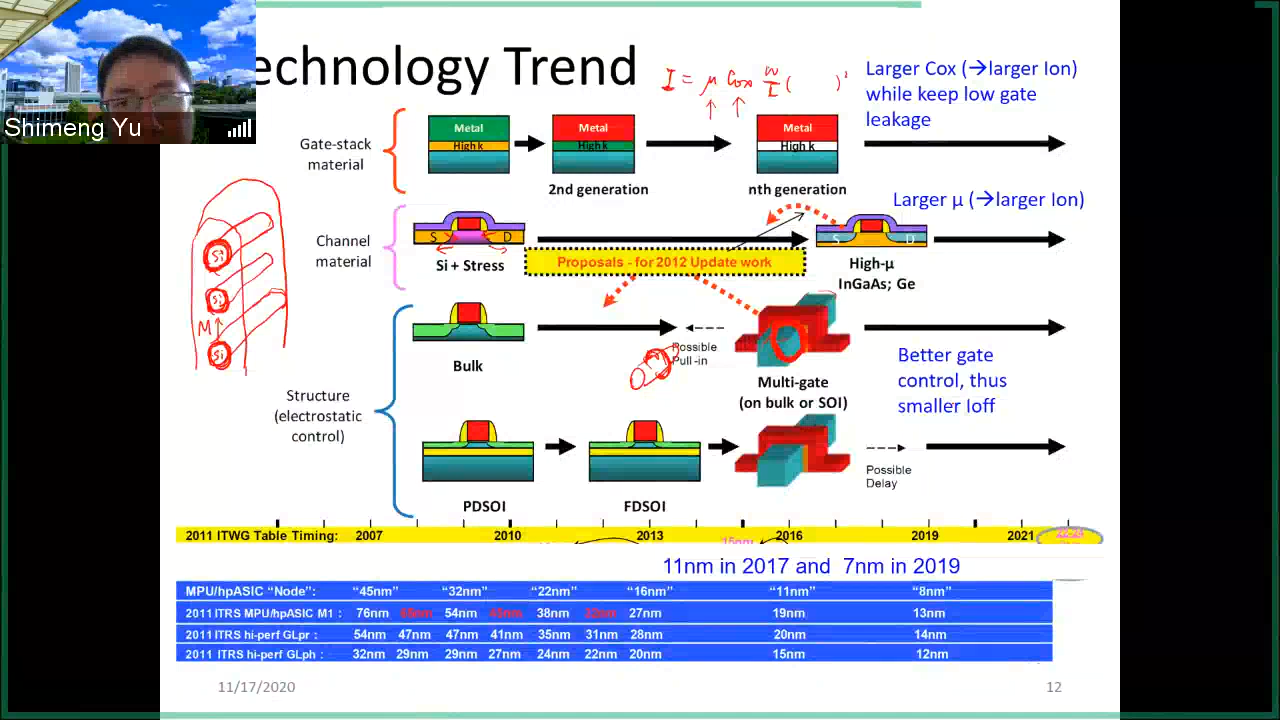 echnology Trend
I = μ Cox W/L ( )²
Larger Cox (→larger Ion)
while keep low gate
leakage
Shimeng Yu
Gate-stack
material
Metal
High k
Metal
High k
Metal
High k
2nd generation
nth generation
Larger μ (→larger Ion)
Channel
material
S
D
S
D
Si + Stress
Proposals - for 2012 Update work
High-μ
InGaAs; Ge
Si
Si
M
Si
Bulk
Possible
Pull-in
Multi-gate
(on bulk or SOI)
Better gate
control, thus
smaller Ioff
Structure
(electrostatic
control)
PDSOI
FDSOI
Possible
Delay
2011 ITWG Table Timing: 2007 2010 2013 2016 2019 2021
15nm
11nm in 2017 and 7nm in 2019
MPU/hpASIC “Node”: “45nm” “32nm” “22nm” “16nm” “11nm” “8nm”
2011 ITRS MPU/hpASIC M1 : 76nm 54nm 45nm 38nm 32nm 27nm 19nm 13nm
2011 ITRS hi-perf GLpr : 54nm 47nm 47nm 41nm 35nm 31nm 28nm 20nm 14nm
2011 ITRS hi-perf GLph : 32nm 29nm 29nm 27nm 24nm 22nm 20nm 15nm 12nm
11/17/2020
12